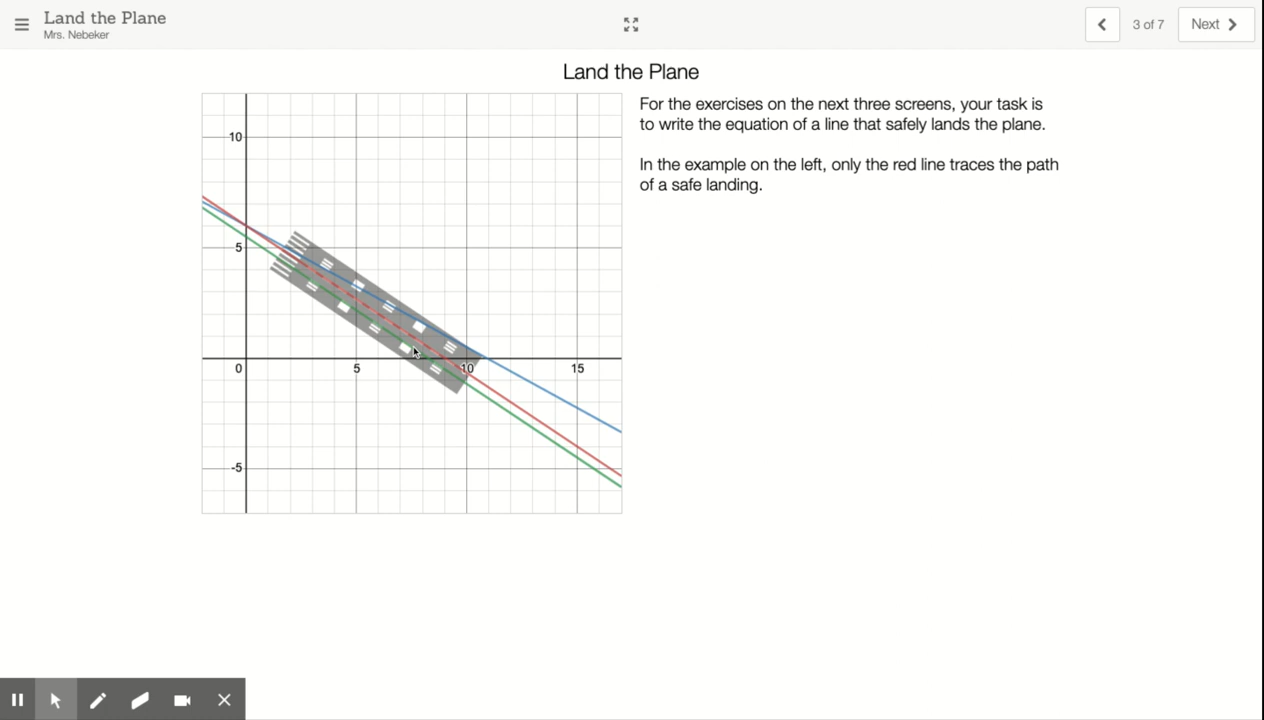 Land the Plane
Mrs. Nebeker
3 of 7
Next
Land the Plane
For the exercises on the next three screens, your task is
to write the equation of a line that safely lands the plane.
In the example on the left, only the red line traces the path
of a safe landing.
10
5
0
5
10
15
-5